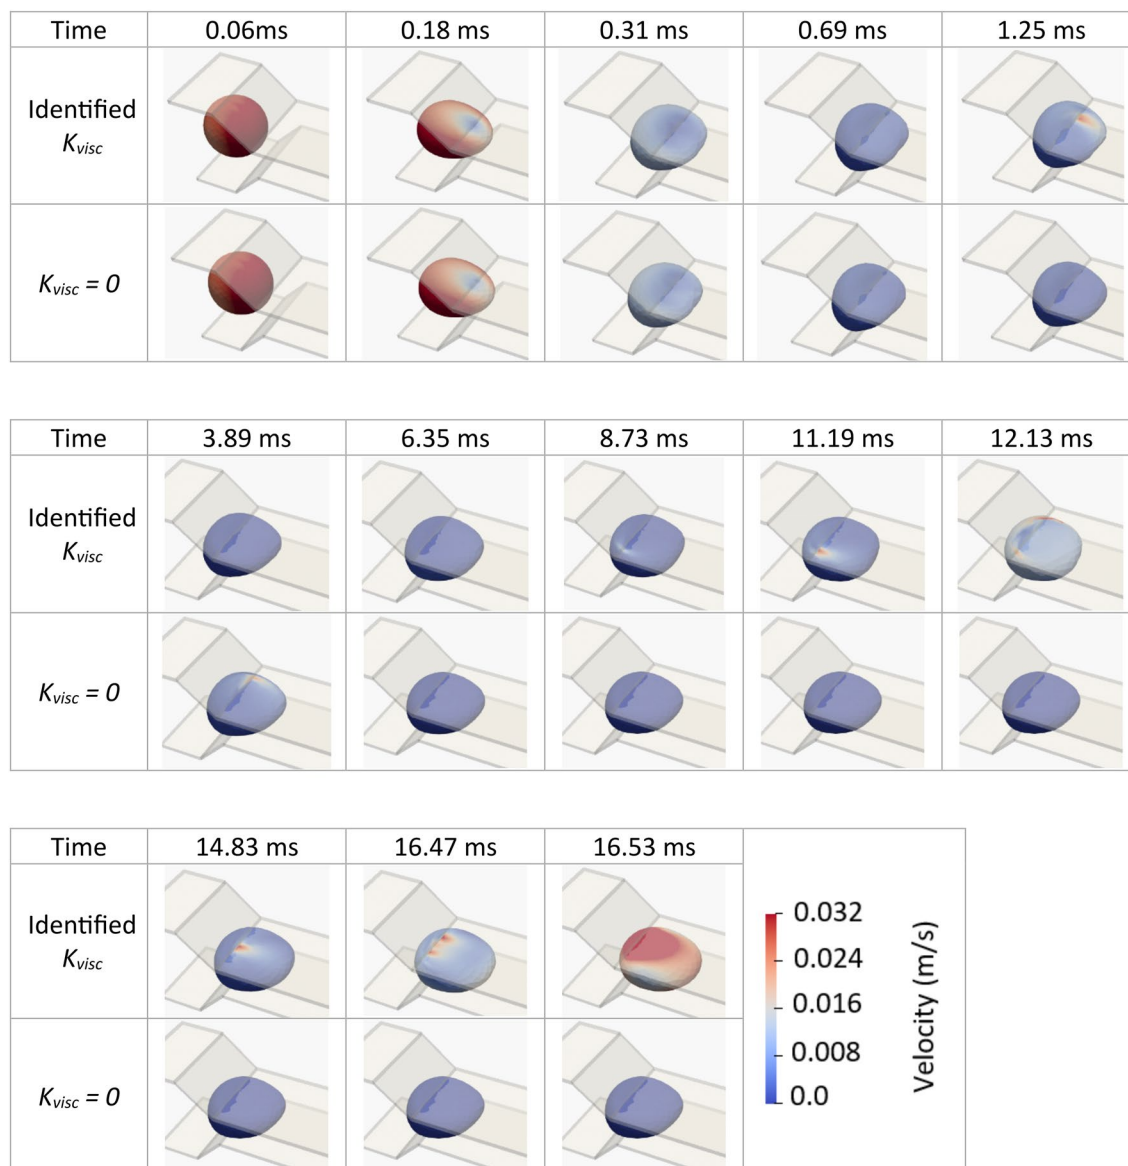 Time 0.06ms 0.18 ms 0.31 ms 0.69 ms 1.25 ms
Identified
Kvisc
Kvisc = 0
Time 3.89 ms 6.35 ms 8.73 ms 11.19 ms 12.13 ms
Identified
Kvisc
Kvisc = 0
Time 14.83 ms 16.47 ms 16.53 ms
Identified
Kvisc
Kvisc = 0
0.032
0.024
0.016
0.008
0.0
Velocity (m/s)